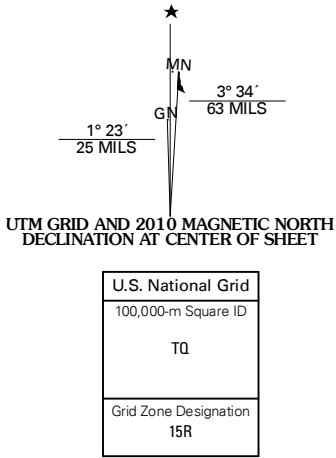 MN
GN
3° 34´
63 MILS
1° 23´
25 MILS
UTM GRID AND 2010 MAGNETIC NORTH
DECLINATION AT CENTER OF SHEET
U.S. National Grid
100,000-m Square ID
TQ
Grid Zone Designation
15R